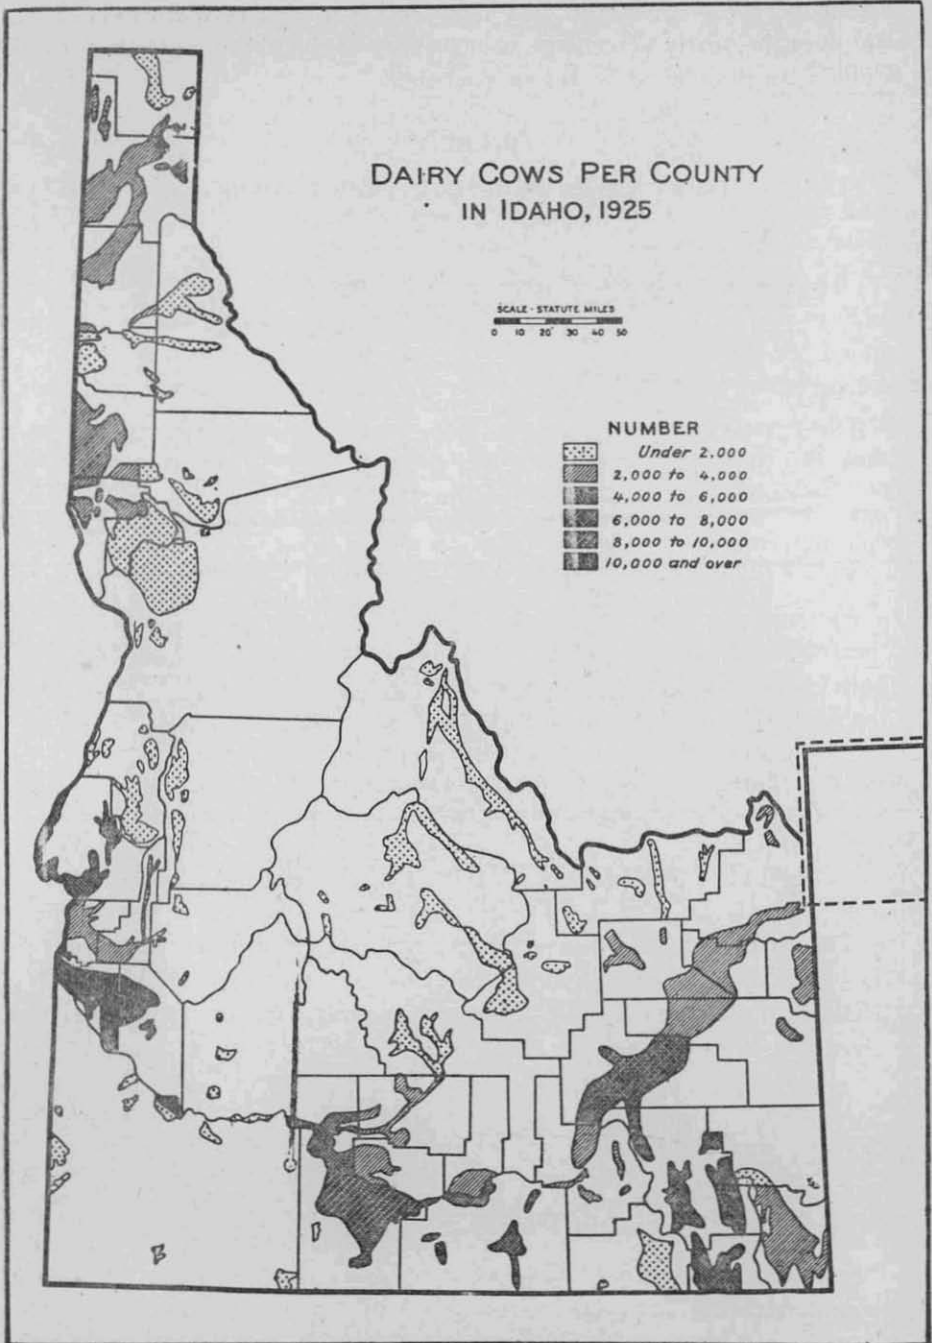 DAIRY COWS PER COUNTY
IN IDAHO, 1925
SCALE - STATUTE MILES
0 10 20 30 40 50
NUMBER
Under 2,000
2,000 to 4,000
4,000 to 6,000
6,000 to 8,000
8,000 to 10,000
10,000 and over